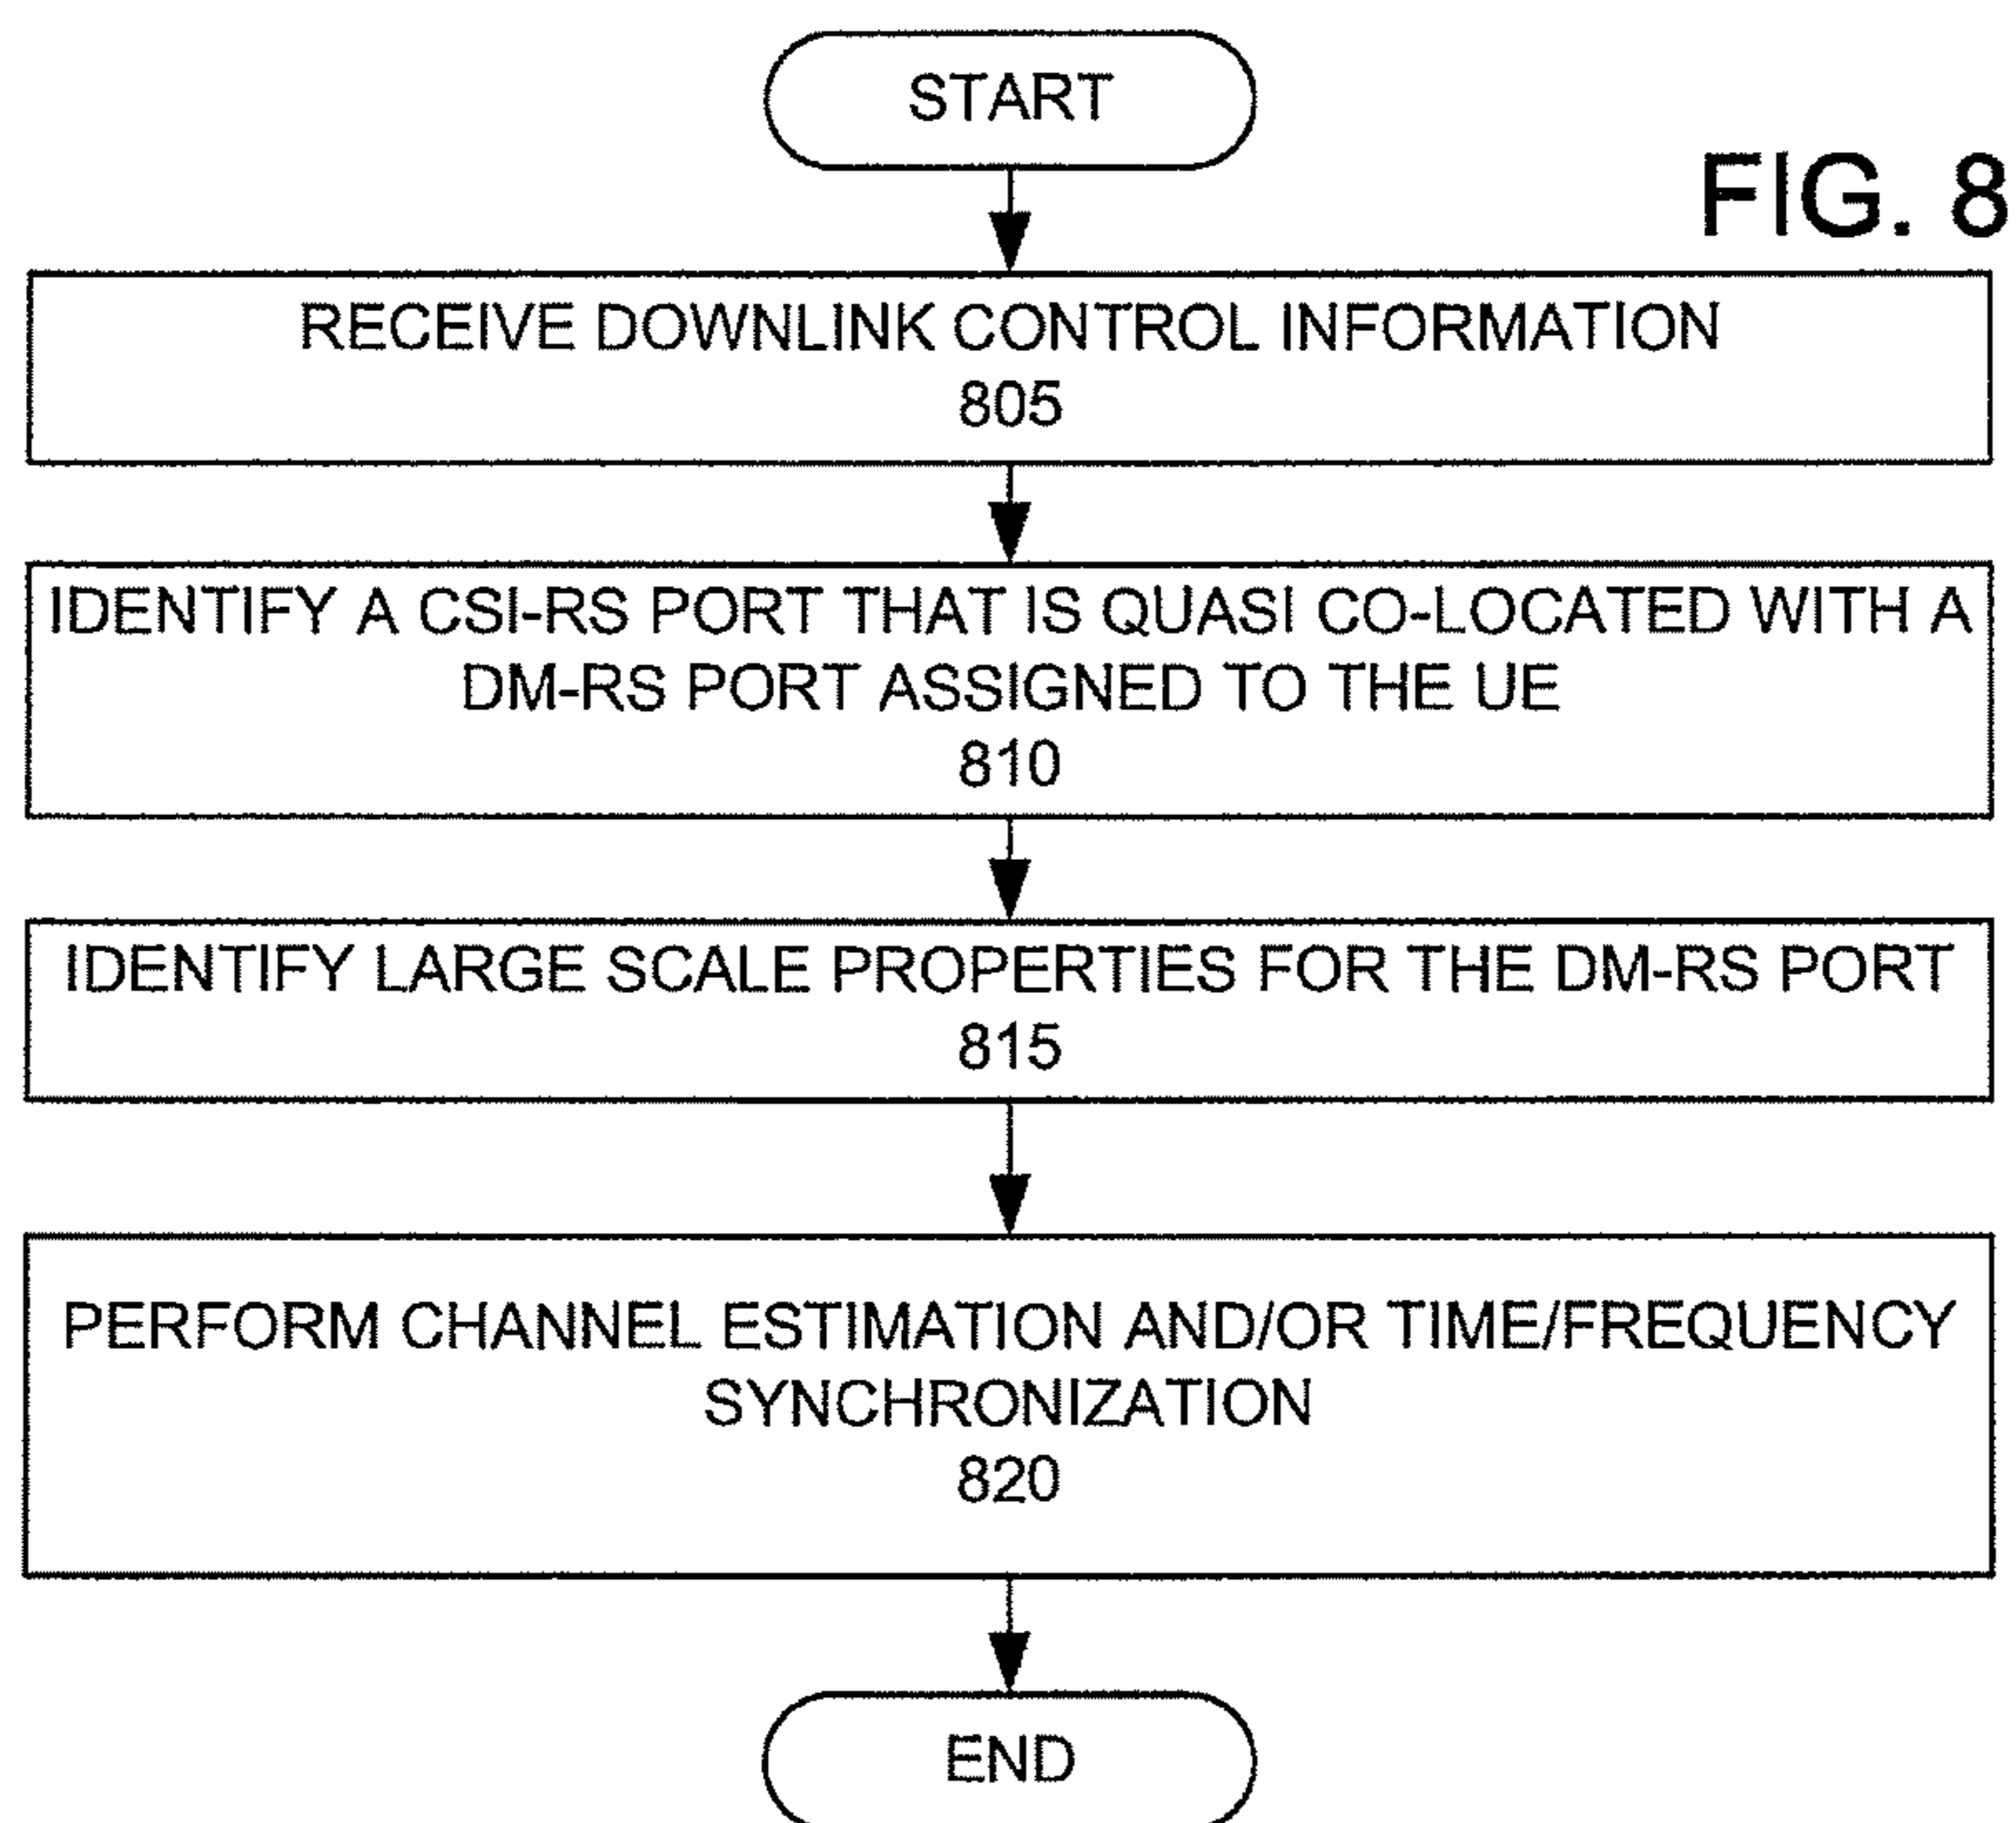 START
FIG. 8
RECEIVE DOWNLINK CONTROL INFORMATION
805
IDENTIFY A CSI-RS PORT THAT IS QUASI CO-LOCATED WITH A
DM-RS PORT ASSIGNED TO THE UE
810
IDENTIFY LARGE SCALE PROPERTIES FOR THE DM-RS PORT
815
PERFORM CHANNEL ESTIMATION AND/OR TIME/FREQUENCY
SYNCHRONIZATION
820
END